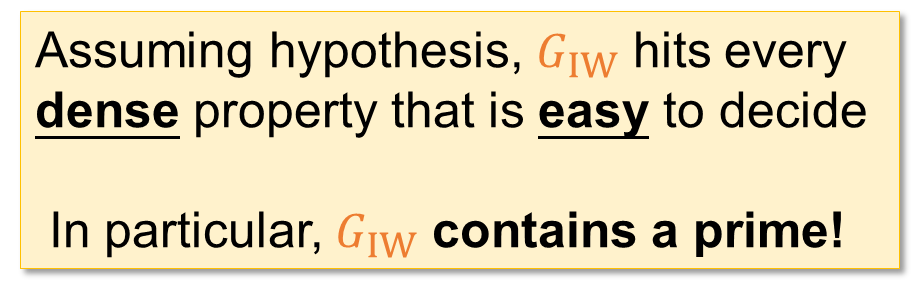 Assuming hypothesis, G_IW hits every
dense property that is easy to decide
In particular, G_IW contains a prime!